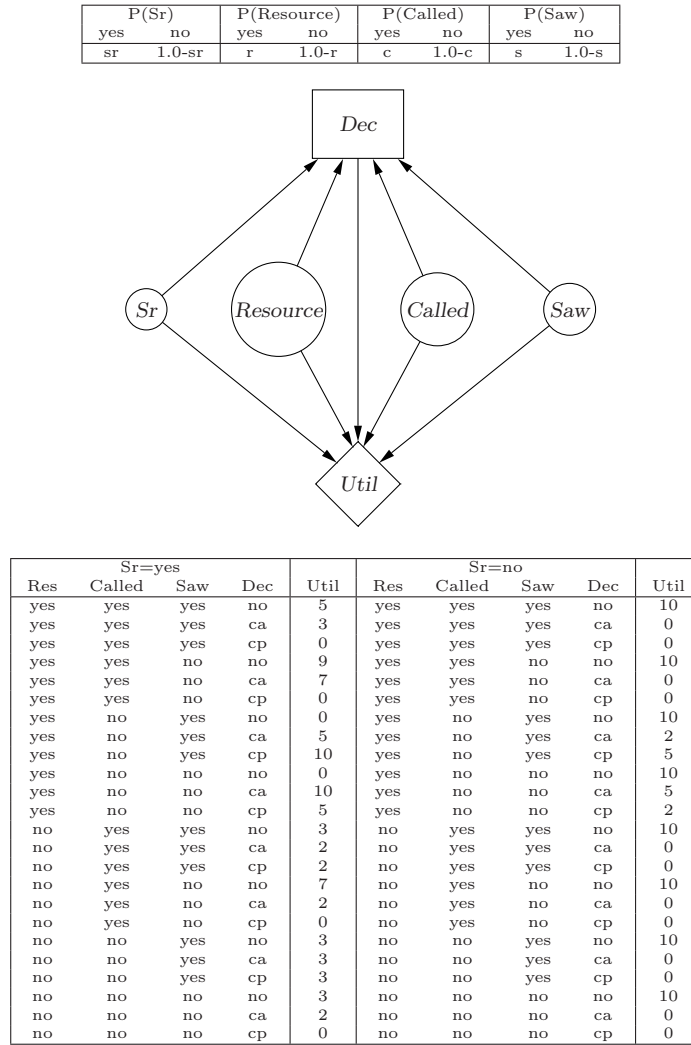 P(Sr) P(Resource) P(Called) P(Saw)
yes no yes no yes no yes no
sr 1.0-sr r 1.0-r c 1.0-c s 1.0-s
Dec
Sr Resource Called Saw
Util
Sr=yes Sr=no
Res Called Saw Dec Util Res Called Saw Dec Util
yes yes yes no 5 yes yes yes no 10
yes yes yes ca 3 yes yes yes ca 0
yes yes yes cp 0 yes yes yes cp 0
yes yes no no 9 yes yes no no 10
yes yes no ca 7 yes yes no ca 0
yes yes no cp 0 yes yes no cp 0
yes no yes no 0 yes no yes no 10
yes no yes ca 5 yes no yes ca 2
yes no yes cp 10 yes no yes cp 5
yes no no no 0 yes no no no 10
yes no no ca 10 yes no no ca 5
yes no no cp 5 yes no no cp 2
no yes yes no 3 no yes yes no 10
no yes yes ca 2 no yes yes ca 0
no yes yes cp 2 no yes yes cp 0
no yes no no 7 no yes no no 10
no yes no ca 2 no yes no ca 0
no yes no cp 0 no yes no cp 0
no no yes no 3 no no yes no 10
no no yes ca 3 no no yes ca 0
no no yes cp 3 no no yes cp 0
no no no no 3 no no no no 10
no no no ca 2 no no no ca 0
no no no cp 0 no no no cp 0